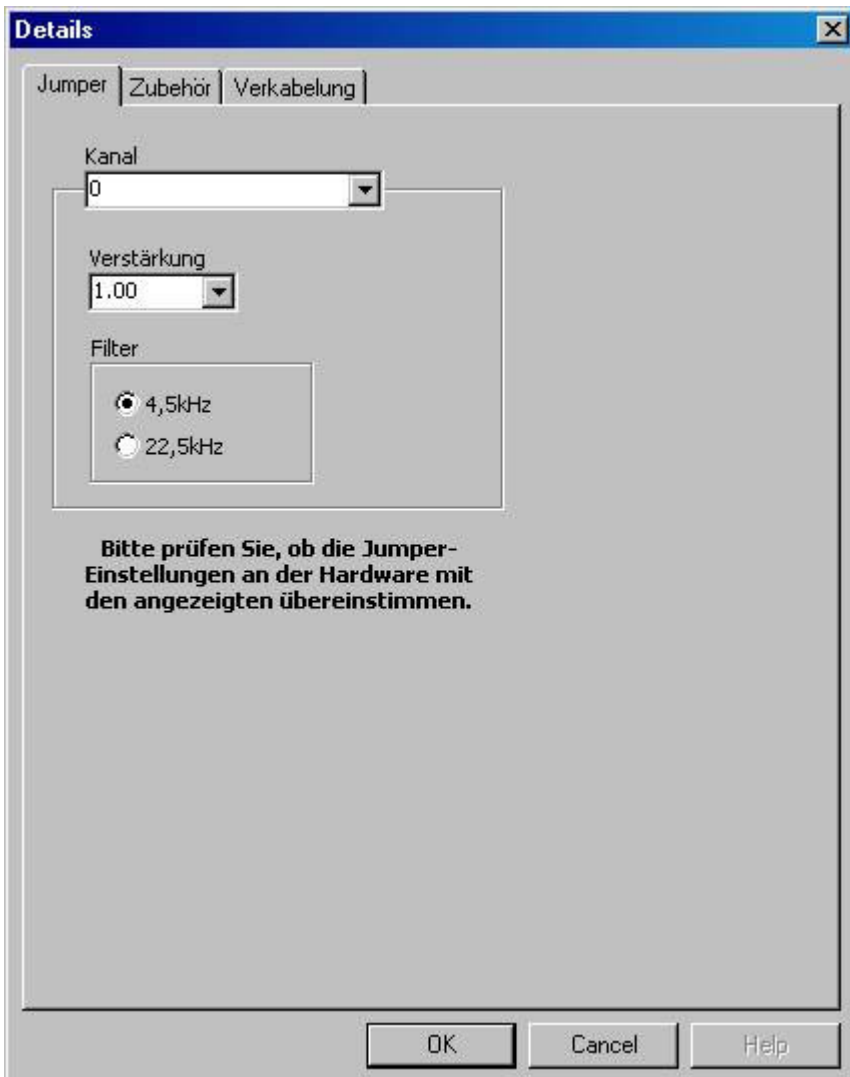 Details
Jumper Zubehör Verkabelung
Kanal
0
Verstärkung
1.00
Filter
4,5kHz
22,5kHz
Bitte prüfen Sie, ob die Jumper-
Einstellungen an der Hardware mit
den angezeigten übereinstimmen.
OK Cancel Help